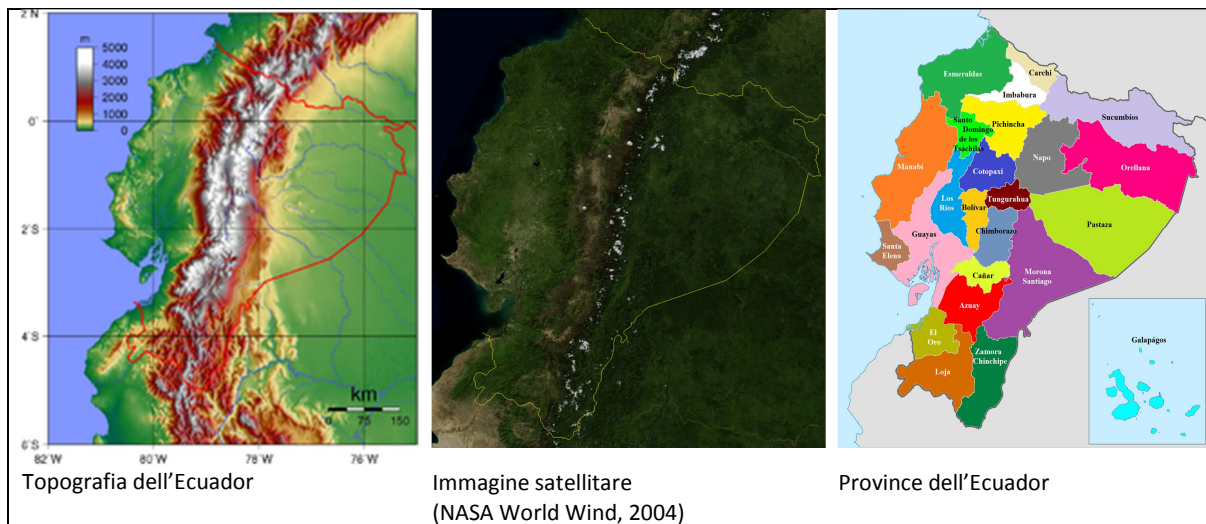 2 N
m
5000
4000
3000
2000
1000
0
0°
2°S
4°S
6°S
km
0 75 150
82°W
80°W
78°W
76°W
Topografia dell’Ecuador
Immagine satellitare
(NASA World Wind, 2004)
Esmeraldas
Carchi
Imbabura
Sucumbíos
Santo
Domingo
de los
Tsáchilas
Pichincha
Napo
Orellana
Manabí
Cotopaxi
Tungurahua
Los
Ríos
Bolívar
Pastaza
Guayas
Chimborazo
Santa
Elena
Cañar
Morona
Santiago
Azuay
El
Oro
Zamora
Chinchipe
Loja
Galapágos
Province dell’Ecuador